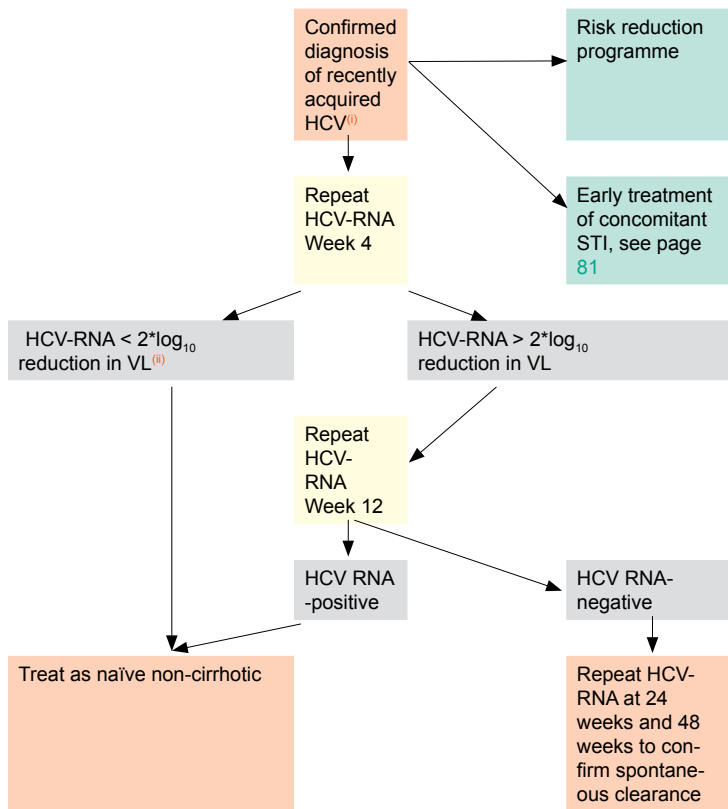 Confirmed
diagnosis
of recently
acquired
HCV(i)
Risk reduction
programme
Repeat
HCV-RNA
Week 4
Early treatment
of concomitant
STI, see page
81
HCV-RNA < 2*log10
reduction in VL(ii)
HCV-RNA > 2*log10
reduction in VL
Repeat
HCV-
RNA
Week 12
HCV RNA
-positive
HCV RNA-
negative
Treat as naïve non-cirrhotic
Repeat HCV-
RNA at 24
weeks and 48
weeks to con-
firm spontane-
ous clearance